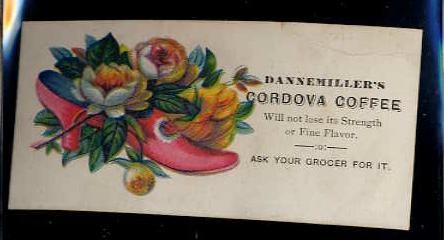 DANNEMILLER'S
CORDOVA COFFEE
Will not lose its Strength
or Fine Flavor.
ASK YOUR GROCER FOR IT.